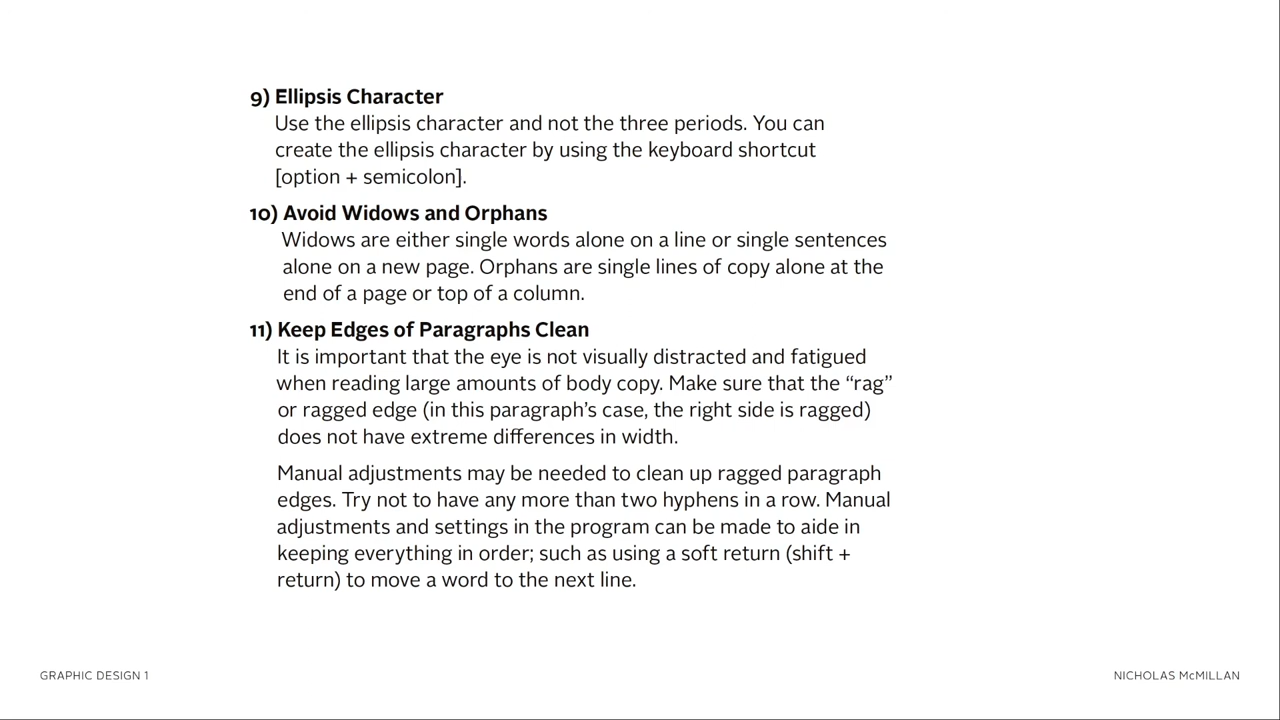 9) Ellipsis Character
Use the ellipsis character and not the three periods. You can
create the ellipsis character by using the keyboard shortcut
[option + semicolon].
10) Avoid Widows and Orphans
Widows are either single words alone on a line or single sentences
alone on a new page. Orphans are single lines of copy alone at the
end of a page or top of a column.
11) Keep Edges of Paragraphs Clean
It is important that the eye is not visually distracted and fatigued
when reading large amounts of body copy. Make sure that the “rag”
or ragged edge (in this paragraph’s case, the right side is ragged)
does not have extreme differences in width.
Manual adjustments may be needed to clean up ragged paragraph
edges. Try not to have any more than two hyphens in a row. Manual
adjustments and settings in the program can be made to aide in
keeping everything in order; such as using a soft return (shift +
return) to move a word to the next line.
GRAPHIC DESIGN 1
NICHOLAS McMILLAN